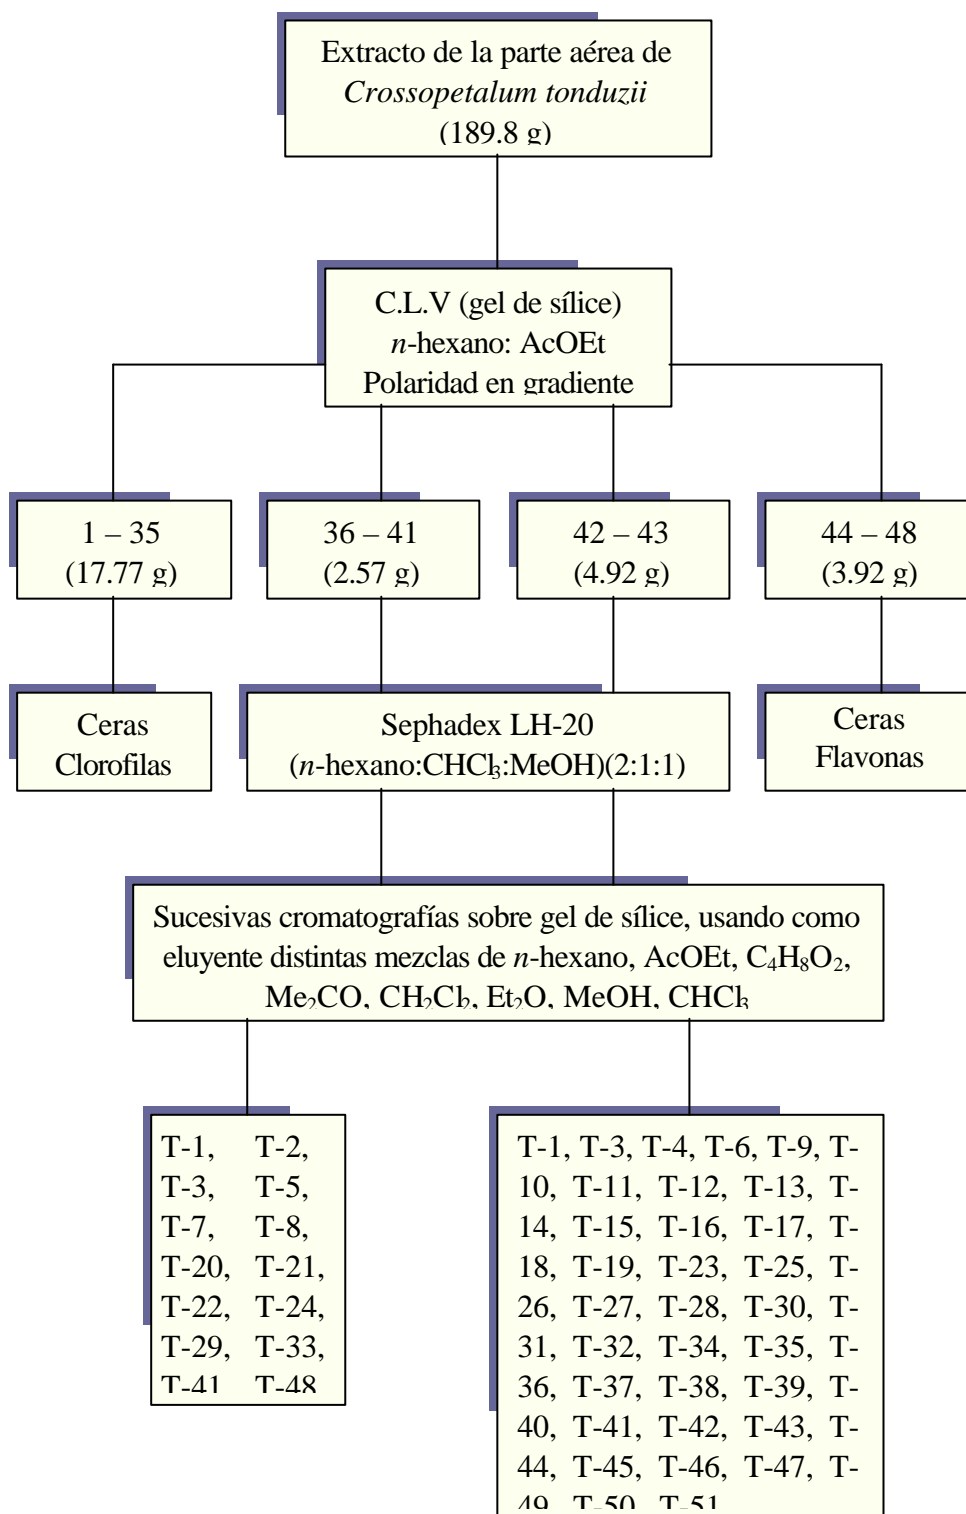 Extracto de la parte aérea de
Crossopetalum tonduzii
(189.8 g)
C.L.V (gel de sílice)
n-hexano: AcOEt
Polaridad en gradiente
1 – 35
(17.77 g)
36 – 41
(2.57 g)
42 – 43
(4.92 g)
44 – 48
(3.92 g)
Ceras
Clorofilas
Sephadex LH-20
(n-hexano:CHCl₃:MeOH)(2:1:1)
Ceras
Flavonas
Sucesivas cromatografías sobre gel de sílice, usando como
eluyente distintas mezclas de n-hexano, AcOEt, C₄H₈O₂,
Me₂CO, CH₂Cl₂, Et₂O, MeOH, CHCl₃
T-1, T-2,
T-3, T-5,
T-7, T-8,
T-20, T-21,
T-22, T-24,
T-29, T-33,
T-41 T-48
T-1, T-3, T-4, T-6, T-9, T-
10, T-11, T-12, T-13, T-
14, T-15, T-16, T-17, T-
18, T-19, T-23, T-25, T-
26, T-27, T-28, T-30, T-
31, T-32, T-34, T-35, T-
36, T-37, T-38, T-39, T-
40, T-41, T-42, T-43, T-
44, T-45, T-46, T-47, T-
49, T-50, T-51